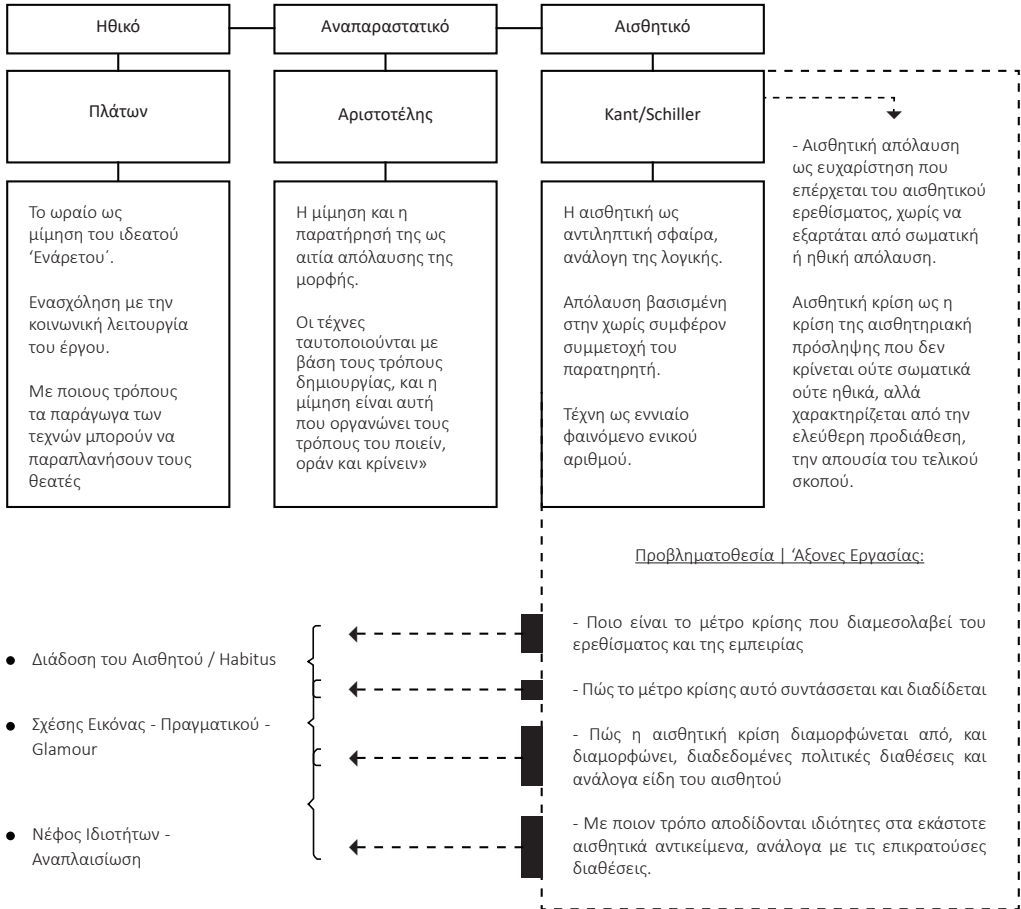 Ηθικό
Αναπαραστατικό
Αισθητικό
Πλάτων
Αριστοτέλης
Kant/Schiller
Το ωραίο ως
μίμηση του ιδεατού
‘Ενάρετου΄.
Ενασχόληση με την
κοινωνική λειτουργία
του έργου.
Με ποιους τρόπους
τα παράγωγα των
τεχνών μπορούν να
παραπλανήσουν τους
θεατές
Η μίμηση και η
παρατήρησή της ως
αιτία απόλαυσης της
μορφής.
Οι τέχνες
ταυτοποιούνται με
βάση τους τρόπους
δημιουργίας, και η
μίμηση είναι αυτή
που οργανώνει τους
τρόπους του ποιείν,
οράν και κρίνειν»
Η αισθητική ως
αντιληπτική σφαίρα,
ανάλογη της λογικής.
Απόλαυση βασισμένη
στην χωρίς συμφέρον
συμμετοχή του
παρατηρητή.
Τέχνη ως εννιαίο
φαινόμενο ενικού
αριθμού.
- Αισθητική απόλαυση
ως ευχαρίστηση που
επέρχεται του αισθητικού
ερεθίσματος, χωρίς να
εξαρτάται από σωματική
ή ηθική απόλαυση.
Αισθητική κρίση ως η
κρίση της αισθητηριακή
πρόσληψης που δεν
κρίνεται ούτε σωματικά
ούτε ηθικά, αλλά
χαρακτηρίζεται από την
ελεύθερη προδιάθεση,
την απουσία του τελικού
σκοπού.
Προβληματοθεσία | ‘Άξονες Εργασίας:
- Ποιο είναι το μέτρο κρίσης που διαμεσολαβεί του
ερεθίσματος και της εμπειρίας
- Πώς το μέτρο κρίσης αυτό συντάσσεται και διαδίδεται
- Πώς η αισθητική κρίση διαμορφώνεται από, και
διαμορφώνει, διαδεδομένες πολιτικές διαθέσεις και
ανάλογα είδη του αισθητού
- Με ποιον τρόπο αποδίδονται ιδιότητες στα εκάστοτε
αισθητικά αντικείμενα, ανάλογα με τις επικρατούσες
διαθέσεις.
● Διάδοση του Αισθητού / Habitus
● Σχέσης Εικόνας - Πραγματικού -
Glamour
● Νέφος Ιδιοτήτων -
Αναπλαισίωση